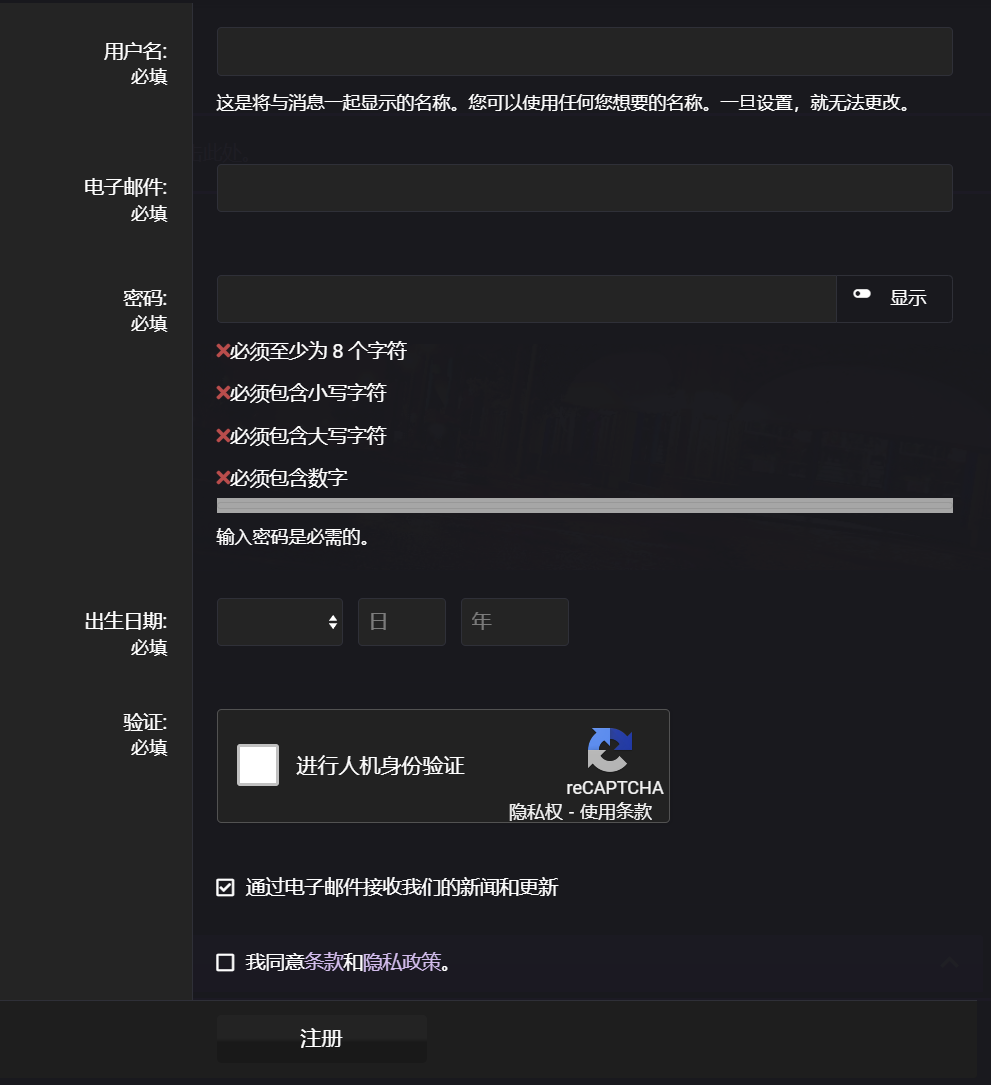 用户名:
必填
这是将与消息一起显示的名称。您可以使用任何您想要的名称。一旦设置，就无法更改。
电子邮件:
必填
密码:
必填
显示
必须至少为 8 个字符
必须包含小写字符
必须包含大写字符
必须包含数字
输入密码是必需的。
出生日期:
必填
日
年
验证:
必填
进行人机身份验证
reCAPTCHA
隐私权 - 使用条款
通过电子邮件接收我们的新闻和更新
我同意条款和隐私政策。
注册